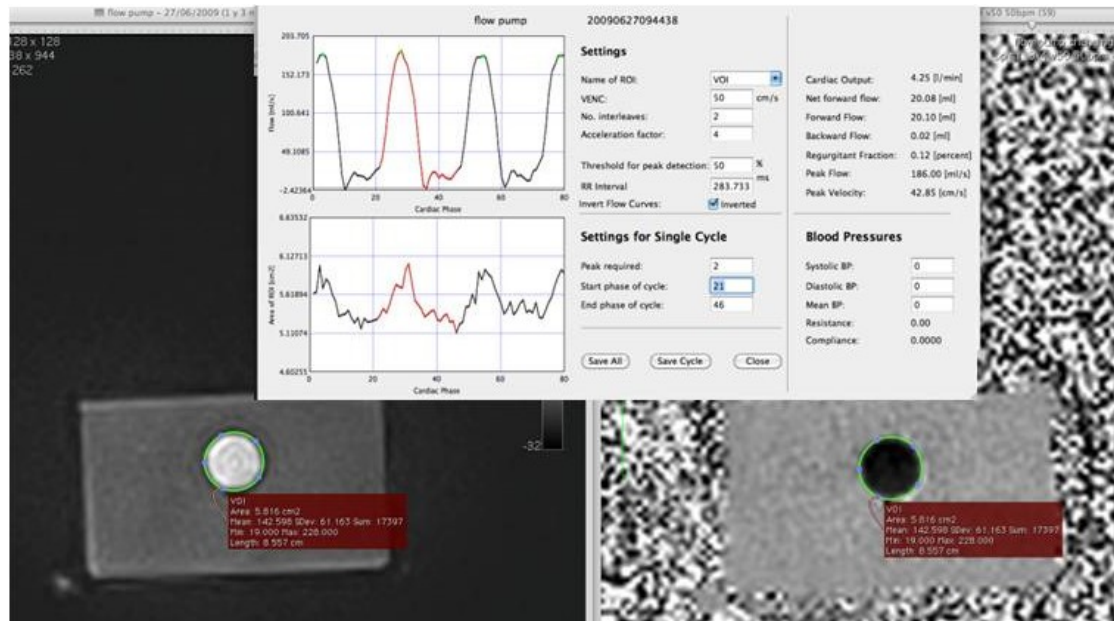 flow pump – 27/06/2009 (1 y 3 m
128 x 128
38 x 944
262
flow pump 20090627094438
203.705
152.173
100.641
49.1085
-2.42364
Flow [ml/s]
0 20 40 60 80
Cardiac Phase
6.63532
6.12713
5.61894
5.11074
4.60255
Area of ROI [cm2]
0 20 40 60 80
Cardiac Phase
Settings
Name of ROI: VOI
VENC: 50 cm/s
No. interleaves: 2
Acceleration factor: 4
Threshold for peak detection: 50 %
RR Interval 283.733 ms
Invert Flow Curves: Inverted
Settings for Single Cycle
Peak required: 2
Start phase of cycle: 21
End phase of cycle: 46
Save All Save Cycle Close
Cardiac Output: 4.25 [l/min]
Net forward flow: 20.08 [ml]
Forward Flow: 20.10 [ml]
Backward Flow: 0.02 [ml]
Regurgitant Fraction: 0.12 [percent]
Peak Flow: 186.00 [ml/s]
Peak Velocity: 42.85 [cm/s]
Blood Pressures
Systolic BP: 0
Diastolic BP: 0
Mean BP: 0
Resistance: 0.00
Compliance: 0.0000
v50 50bpm (59)
-32
VOI
Area: 5.816 cm2
Mean: 142.598 SDev: 61.163 Sum: 17397
Min: 19.000 Max: 228.000
Length: 8.557 cm
VOI
Area: 5.816 cm2
Mean: 142.598 SDev: 61.163 Sum: 17397
Min: 19.000 Max: 228.000
Length: 8.557 cm